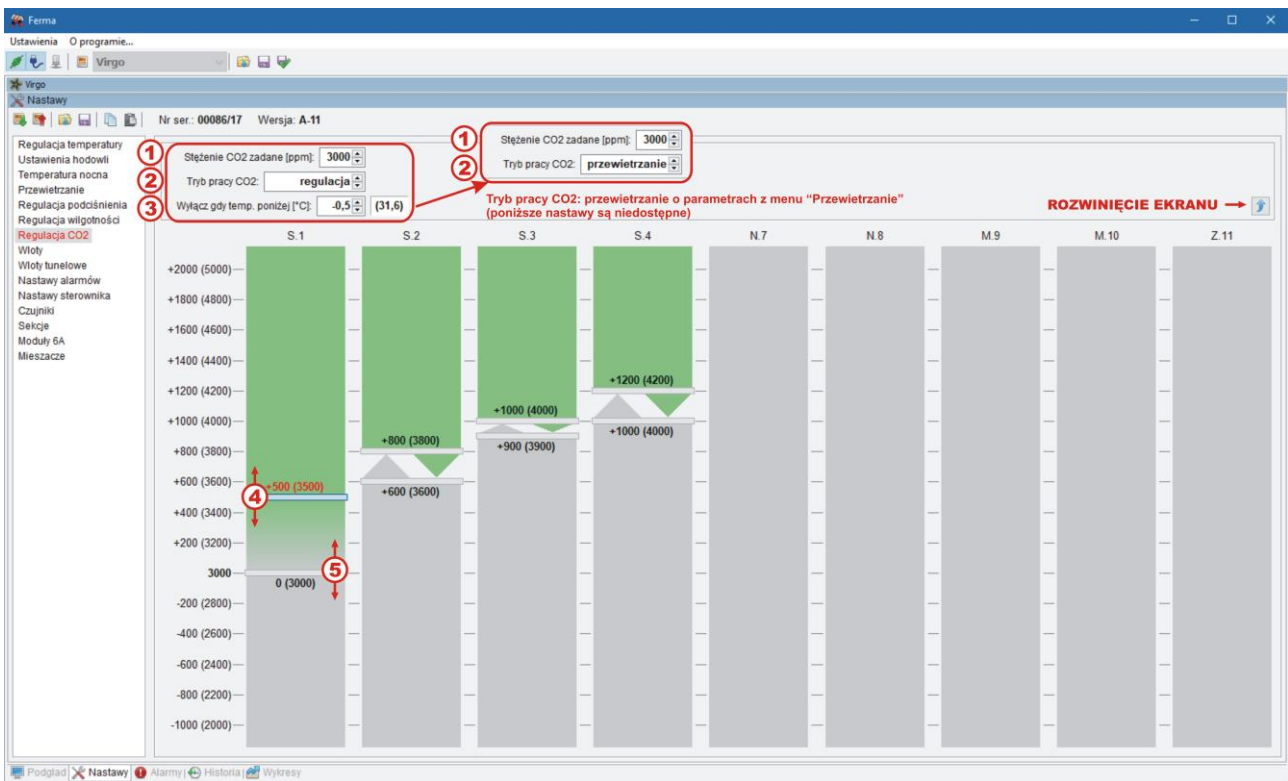 Ferma
Ustawienia O programie...
Virgo
Virgo
Nastawy
Nr ser.: 00086/17 Wersja: A-11
Regulacja temperatury
Ustawienia hodowli
Temperatura nocna
Przewietrzanie
Regulacja podciśnienia
Regulacja wilgotności
Regulacja CO2
Wloty
Wloty tunelowe
Nastawy alarmów
Nastawy sterownika
Czujniki
Sekcje
Moduły 6A
Mieszacze
1 Stężenie CO2 zadane [ppm]: 3000
2 Tryb pracy CO2: regulacja
3 Wyłącz gdy temp. poniżej [°C]: -0,5 (31,6)
1 Stężenie CO2 zadane [ppm]: 3000
2 Tryb pracy CO2: przewietrzanie
Tryb pracy CO2: przewietrzanie o parametrach z menu “Przewietrzanie”
(poniższe nastawy są niedostępne)
ROZWINIĘCIE EKRANU
S.1 S.2 S.3 S.4 N.7 N.8 M.9 M.10 Z.11
+2000 (5000)
+1800 (4800)
+1600 (4600)
+1400 (4400)
+1200 (4200)
+1000 (4000)
+800 (3800)
+600 (3600)
+400 (3400)
+200 (3200)
3000
-200 (2800)
-400 (2600)
-600 (2400)
-800 (2200)
-1000 (2000)
4 +500 (3500)
5
0 (3000)
+800 (3800)
+600 (3600)
+1000 (4000)
+900 (3900)
+1200 (4200)
+1000 (4000)
Podgląd Nastawy Alarmy Historia Wykresy